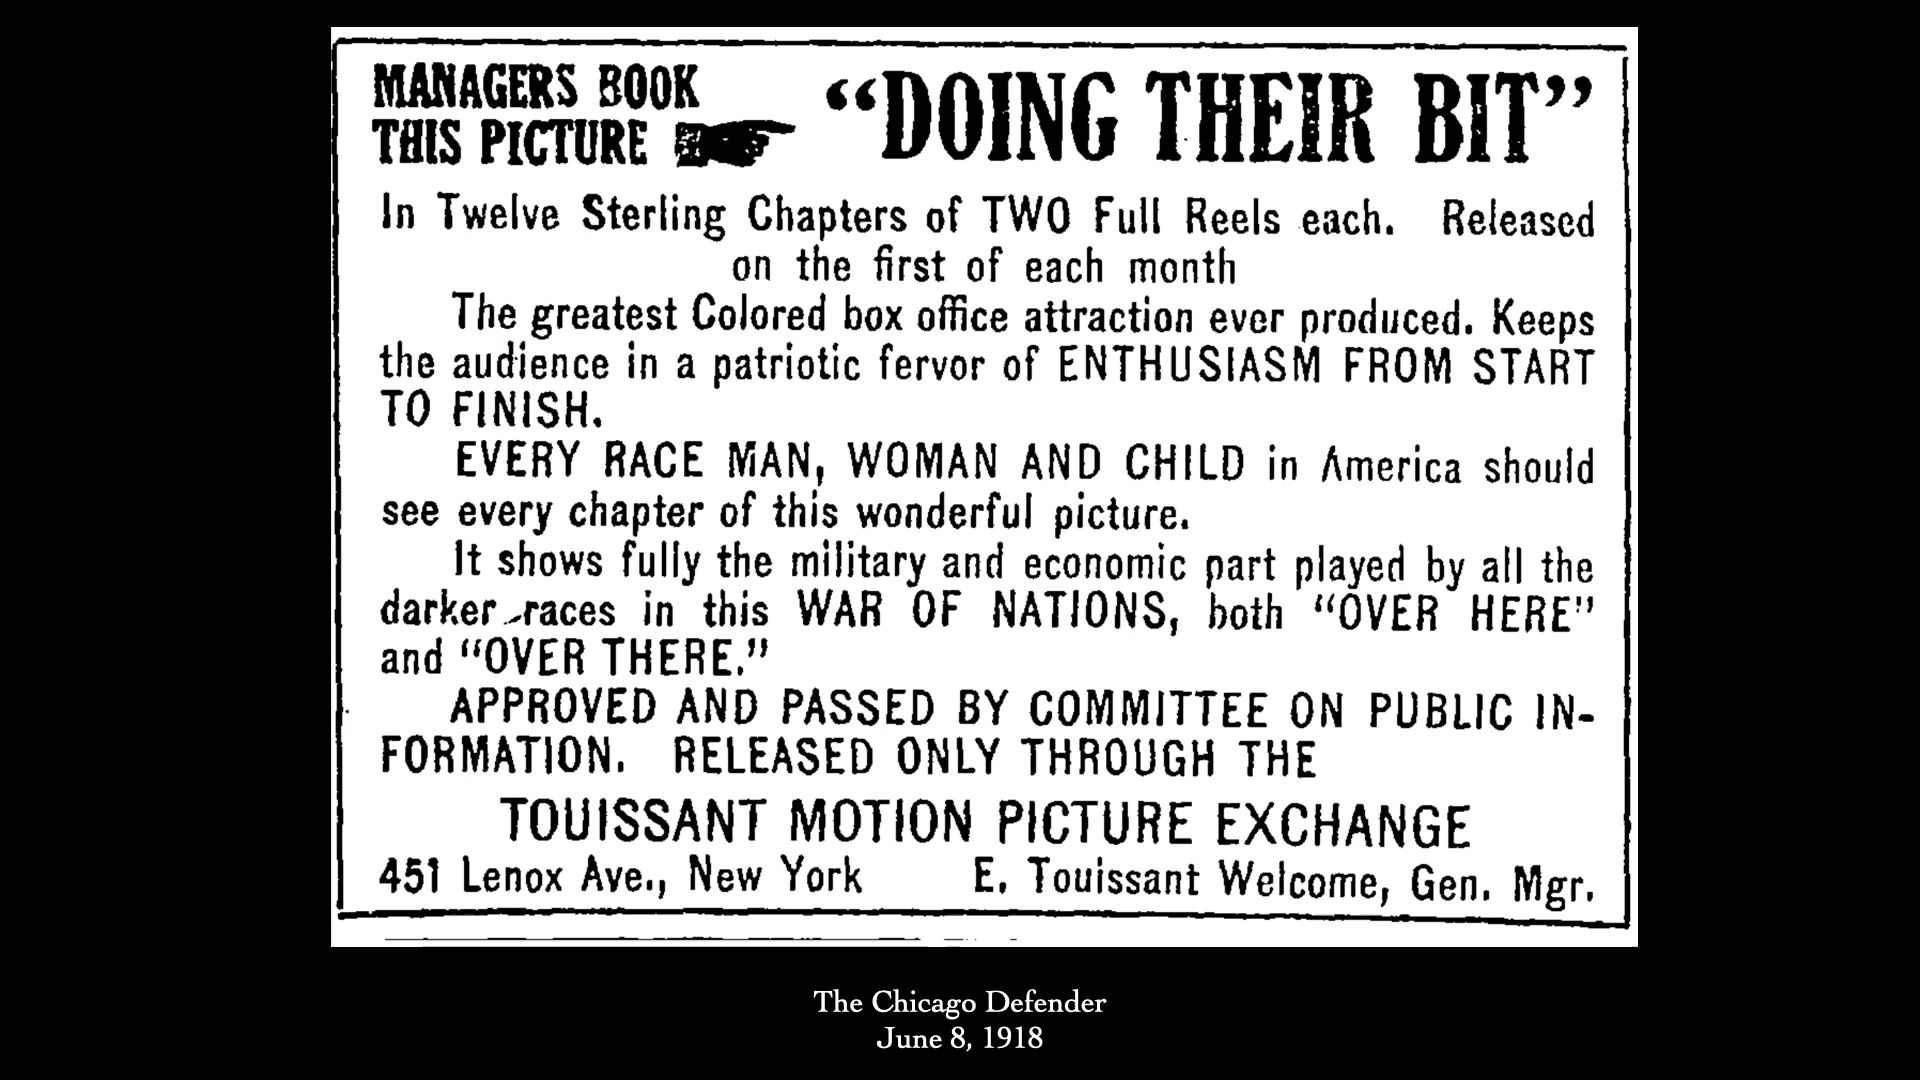 MANAGERS BOOK
THIS PICTURE
“DOING THEIR BIT”
In Twelve Sterling Chapters of TWO Full Reels each. Released
on the first of each month
The greatest Colored box office attraction ever produced. Keeps
the audience in a patriotic fervor of ENTHUSIASM FROM START
TO FINISH.
EVERY RACE MAN, WOMAN AND CHILD in America should
see every chapter of this wonderful picture.
It shows fully the military and economic part played by all the
darker races in this WAR OF NATIONS, both “OVER HERE”
and “OVER THERE.”
APPROVED AND PASSED BY COMMITTEE ON PUBLIC IN-
FORMATION. RELEASED ONLY THROUGH THE
TOUISSANT MOTION PICTURE EXCHANGE
451 Lenox Ave., New York E. Touissant Welcome, Gen. Mgr.
The Chicago Defender
June 8, 1918